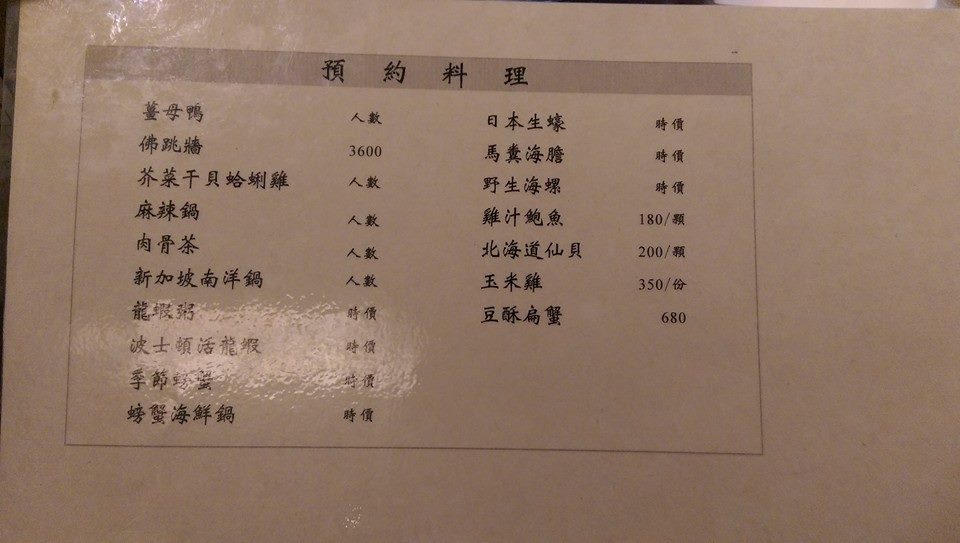 預約料理
薑母鴨 人數
佛跳牆 3600
芥菜干貝蛤蜊雞 人數
麻辣鍋 人數
肉骨茶 人數
新加坡南洋鍋 人數
龍蝦粥 時價
波士頓活龍蝦 時價
季節螃蟹 時價
螃蟹海鮮鍋 時價
日本生蠔 時價
馬糞海膽 時價
野生海螺 時價
雞汁鮑魚 180/顆
北海道仙貝 200/顆
玉米雞 350/份
豆酥扁蟹 680